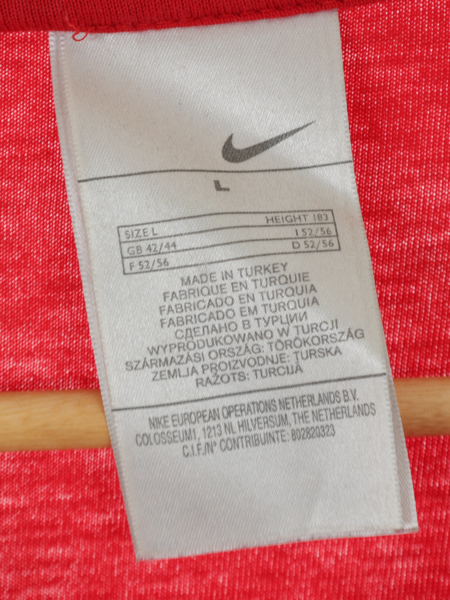 L
SIZE L HEIGHT 183
GB 42/44 I 52/56
F 52/56 D 52/56
MADE IN TURKEY
FABRIQUE EN TURQUIE
FABRICADO EN TURQUIA
FABRICADO EM TURQUIA
СДЕЛАНО В ТУРЦИИ
WYPRODUKOWANO W TURCJI
SZÁRMAZÁSI ORSZÁG: TÖRÖKORSZÁG
ZEMLJA PROIZVODNJE: TURSKA
RAŽOTS: TURCIJĀ
NIKE EUROPEAN OPERATIONS NETHERLANDS B.V.
COLOSSEUM1, 1213 NL HILVERSUM, THE NETHERLANDS
C.I.F./N° CONTRIBUINTE: 802820323